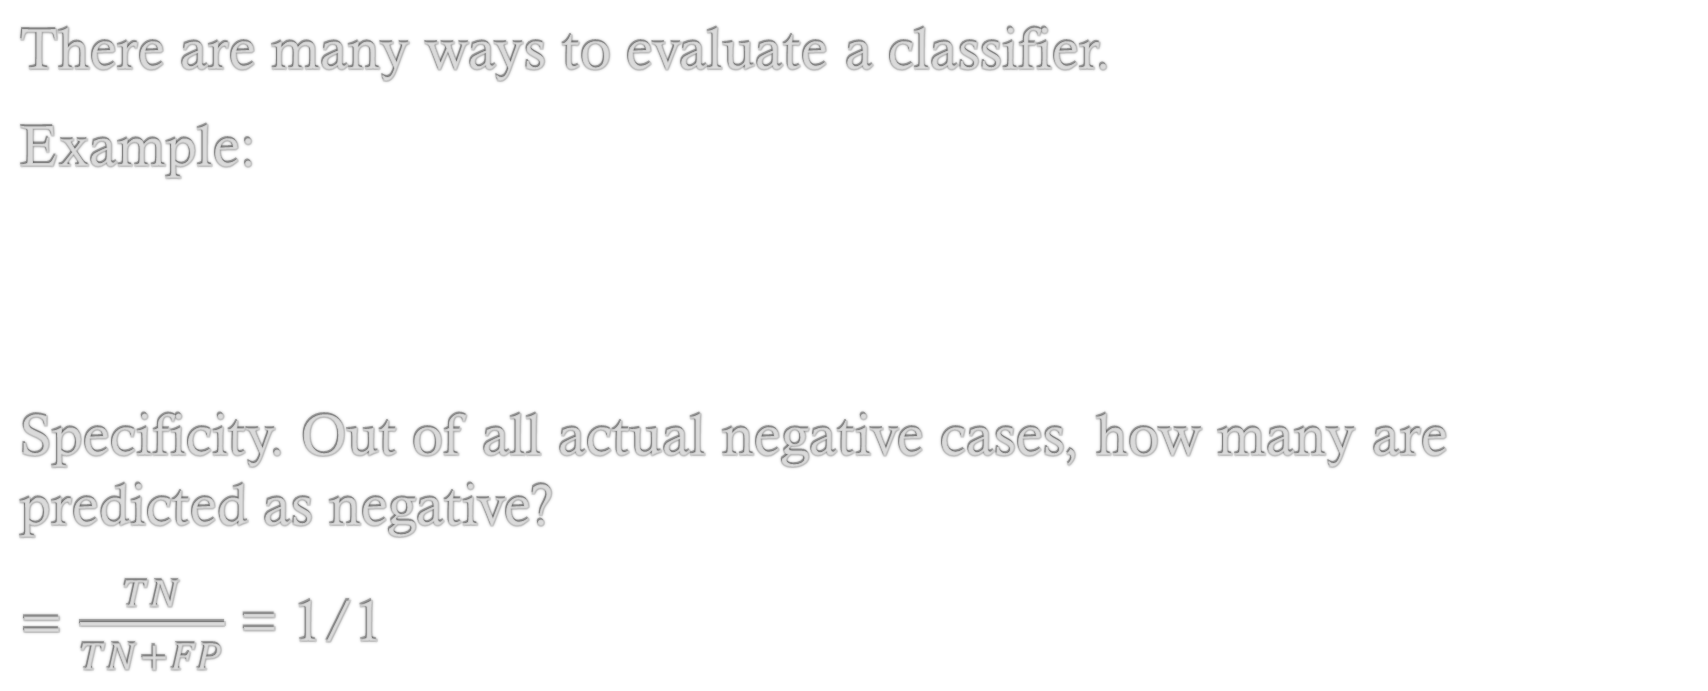 There are many ways to evaluate a classifier.
Example:
Specificity. Out of all actual negative cases, how many are
predicted as negative?
= TN / TN+FP = 1/1